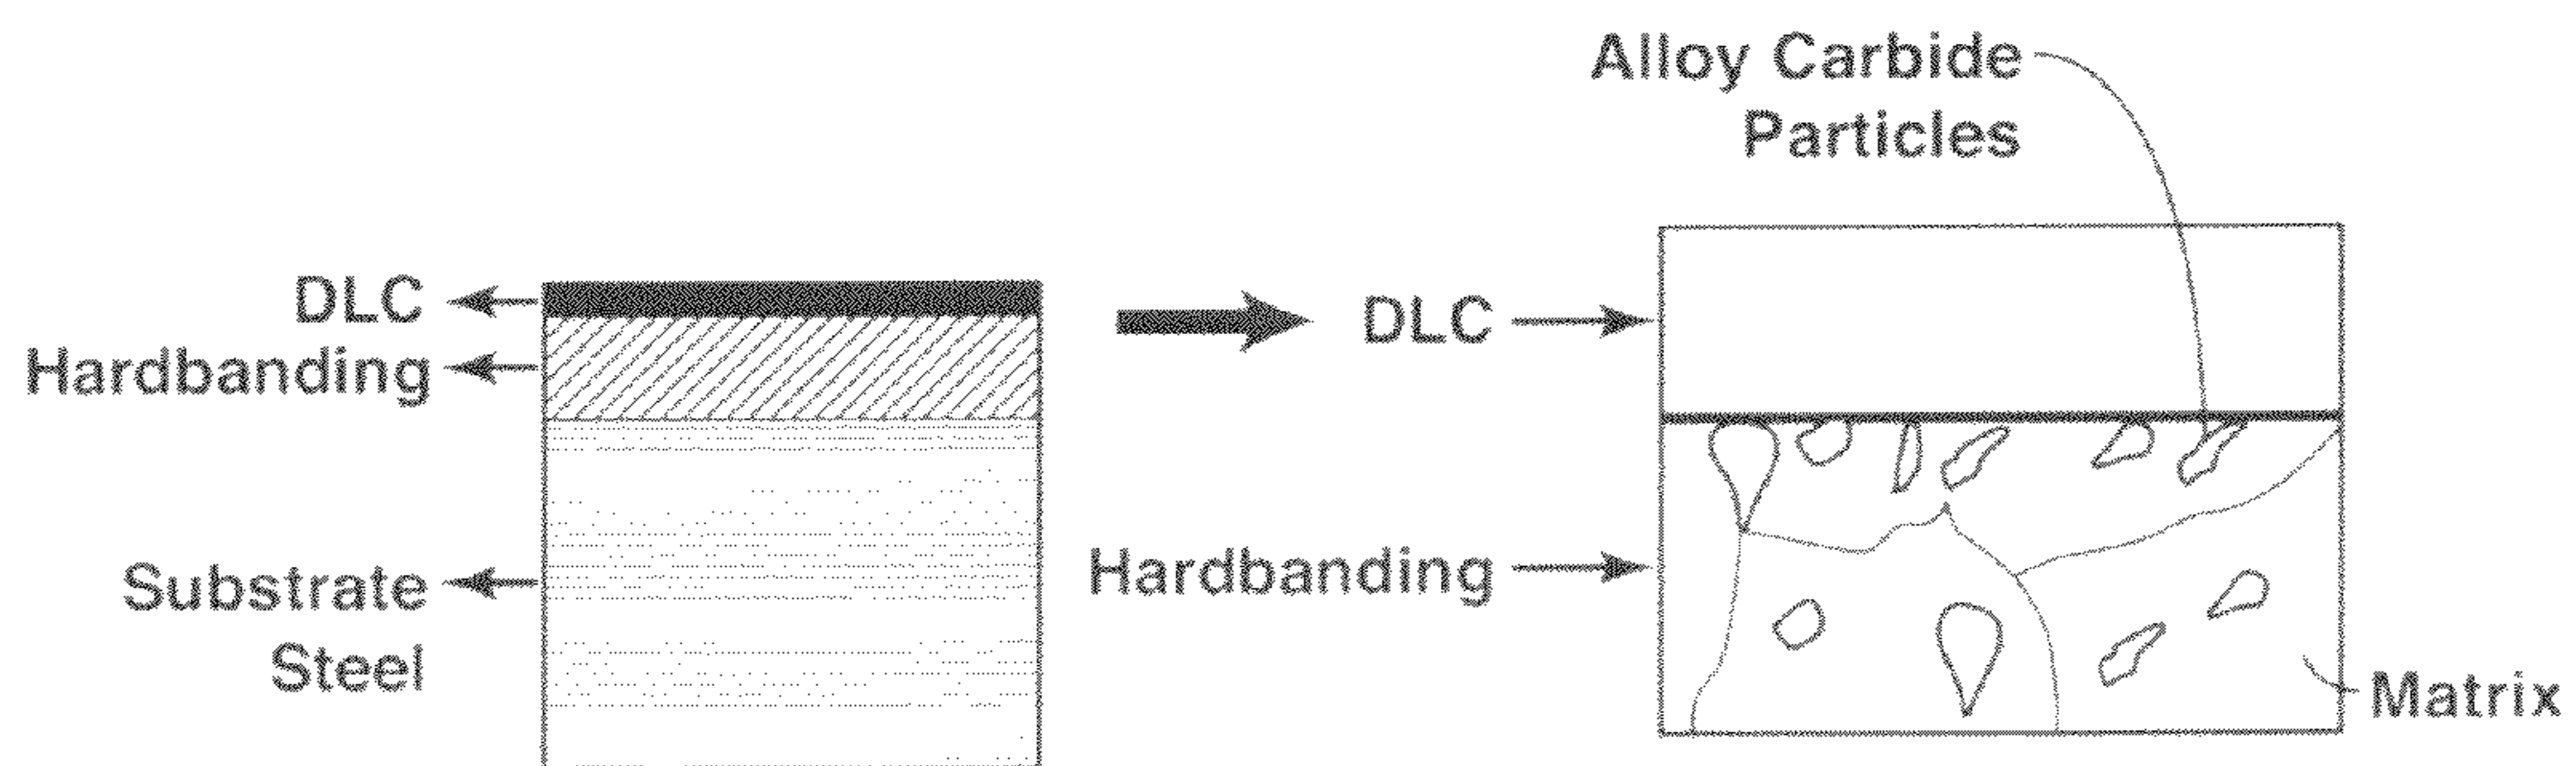 DLC
Hardbanding
Substrate
Steel
Alloy Carbide
Particles
DLC
Hardbanding
Matrix